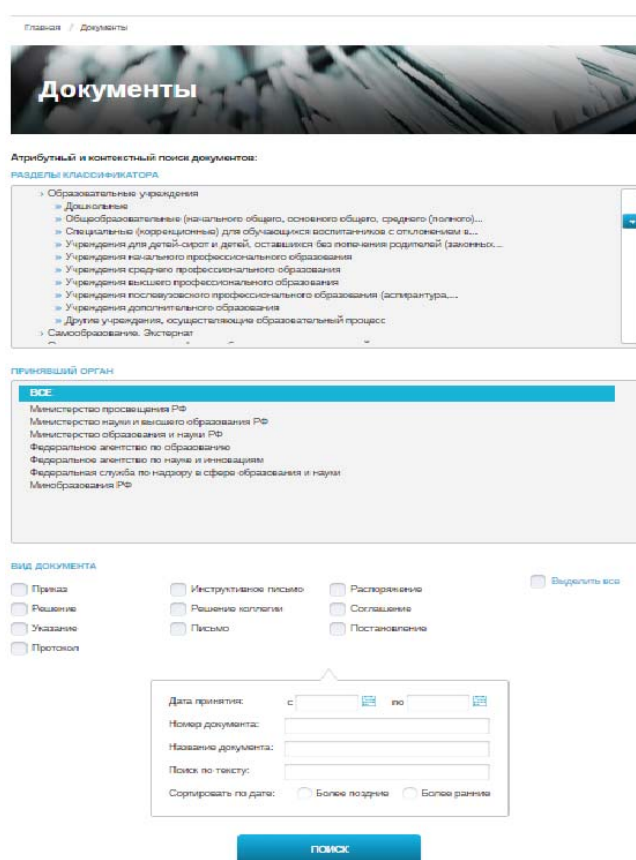 Главная / Документы
Документы
Атрибутный и контекстный поиск документов:
РАЗДЕЛЫ КЛАССИФИКАТОРА
› Образовательные учреждения
» Дошкольные
» Общеобразовательные (начального общего, основного общего, среднего (полного)...
» Специальные (коррекционные) для обучающихся воспитанников с отклонением в...
» Учреждения для детей-сирот и детей, оставшихся без попечения родителей (законных...
» Учреждения начального профессионального образования
» Учреждения среднего профессионального образования
» Учреждения высшего профессионального образования
» Учреждения послевузовского профессионального образования (аспирантура,...
» Учреждения дополнительного образования
» Другие учреждения, осуществляющие образовательный процесс
› Самообразование. Экстернат
ПРИНЯВШИЙ ОРГАН
ВСЕ
Министерство просвещения РФ
Министерство науки и высшего образования РФ
Министерство образования и науки РФ
Федеральное агентство по образованию
Федеральное агентство по науке и инновациям
Федеральная служба по надзору в сфере образования и науки
Минобразования РФ
ВИД ДОКУМЕНТА
Приказ Инструктивное письмо Распоряжение Выделить все
Решение Решение коллегии Соглашение
Указание Письмо Постановление
Протокол
Дата принятия: с по
Номер документа:
Название документа:
Поиск по тексту:
Сортировать по дате: Более поздние Более ранние
ПОИСК